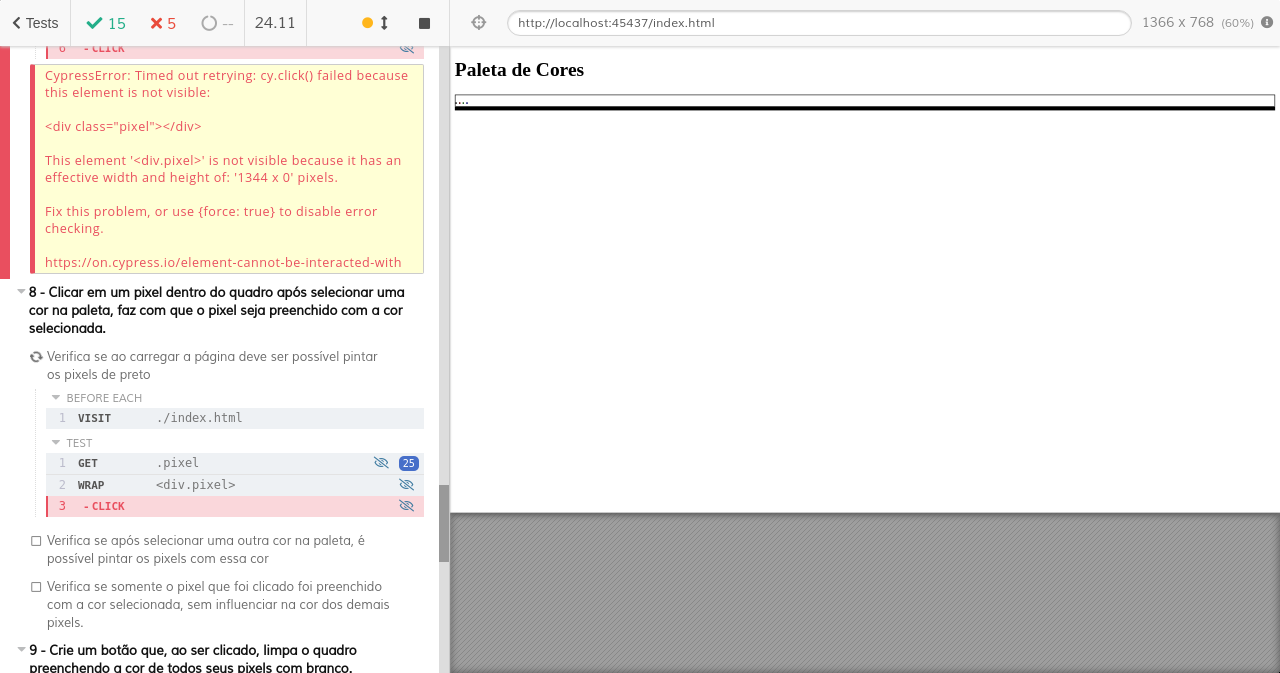 Tests 15 5 -- 24.11
http://localhost:45437/index.html 1366 x 768 (60%)
6 - CLICK
CypressError: Timed out retrying: cy.click() failed because
this element is not visible:
<div class="pixel"></div>
This element '<div.pixel>' is not visible because it has an
effective width and height of: '1344 x 0' pixels.
Fix this problem, or use {force: true} to disable error
checking.
https://on.cypress.io/element-cannot-be-interacted-with
8 - Clicar em um pixel dentro do quadro após selecionar uma
cor na paleta, faz com que o pixel seja preenchido com a cor
selecionada.
Verifica se ao carregar a página deve ser possível pintar
os pixels de preto
BEFORE EACH
1 VISIT ./index.html
TEST
1 GET .pixel 25
2 WRAP <div.pixel>
3 - CLICK
Verifica se após selecionar uma outra cor na paleta, é
possível pintar os pixels com essa cor
Verifica se somente o pixel que foi clicado foi preenchido
com a cor selecionada, sem influenciar na cor dos demais
pixels.
9 - Crie um botão que, ao ser clicado, limpa o quadro
preenchendo a cor de todos seus pixels com branco.
Paleta de Cores
....